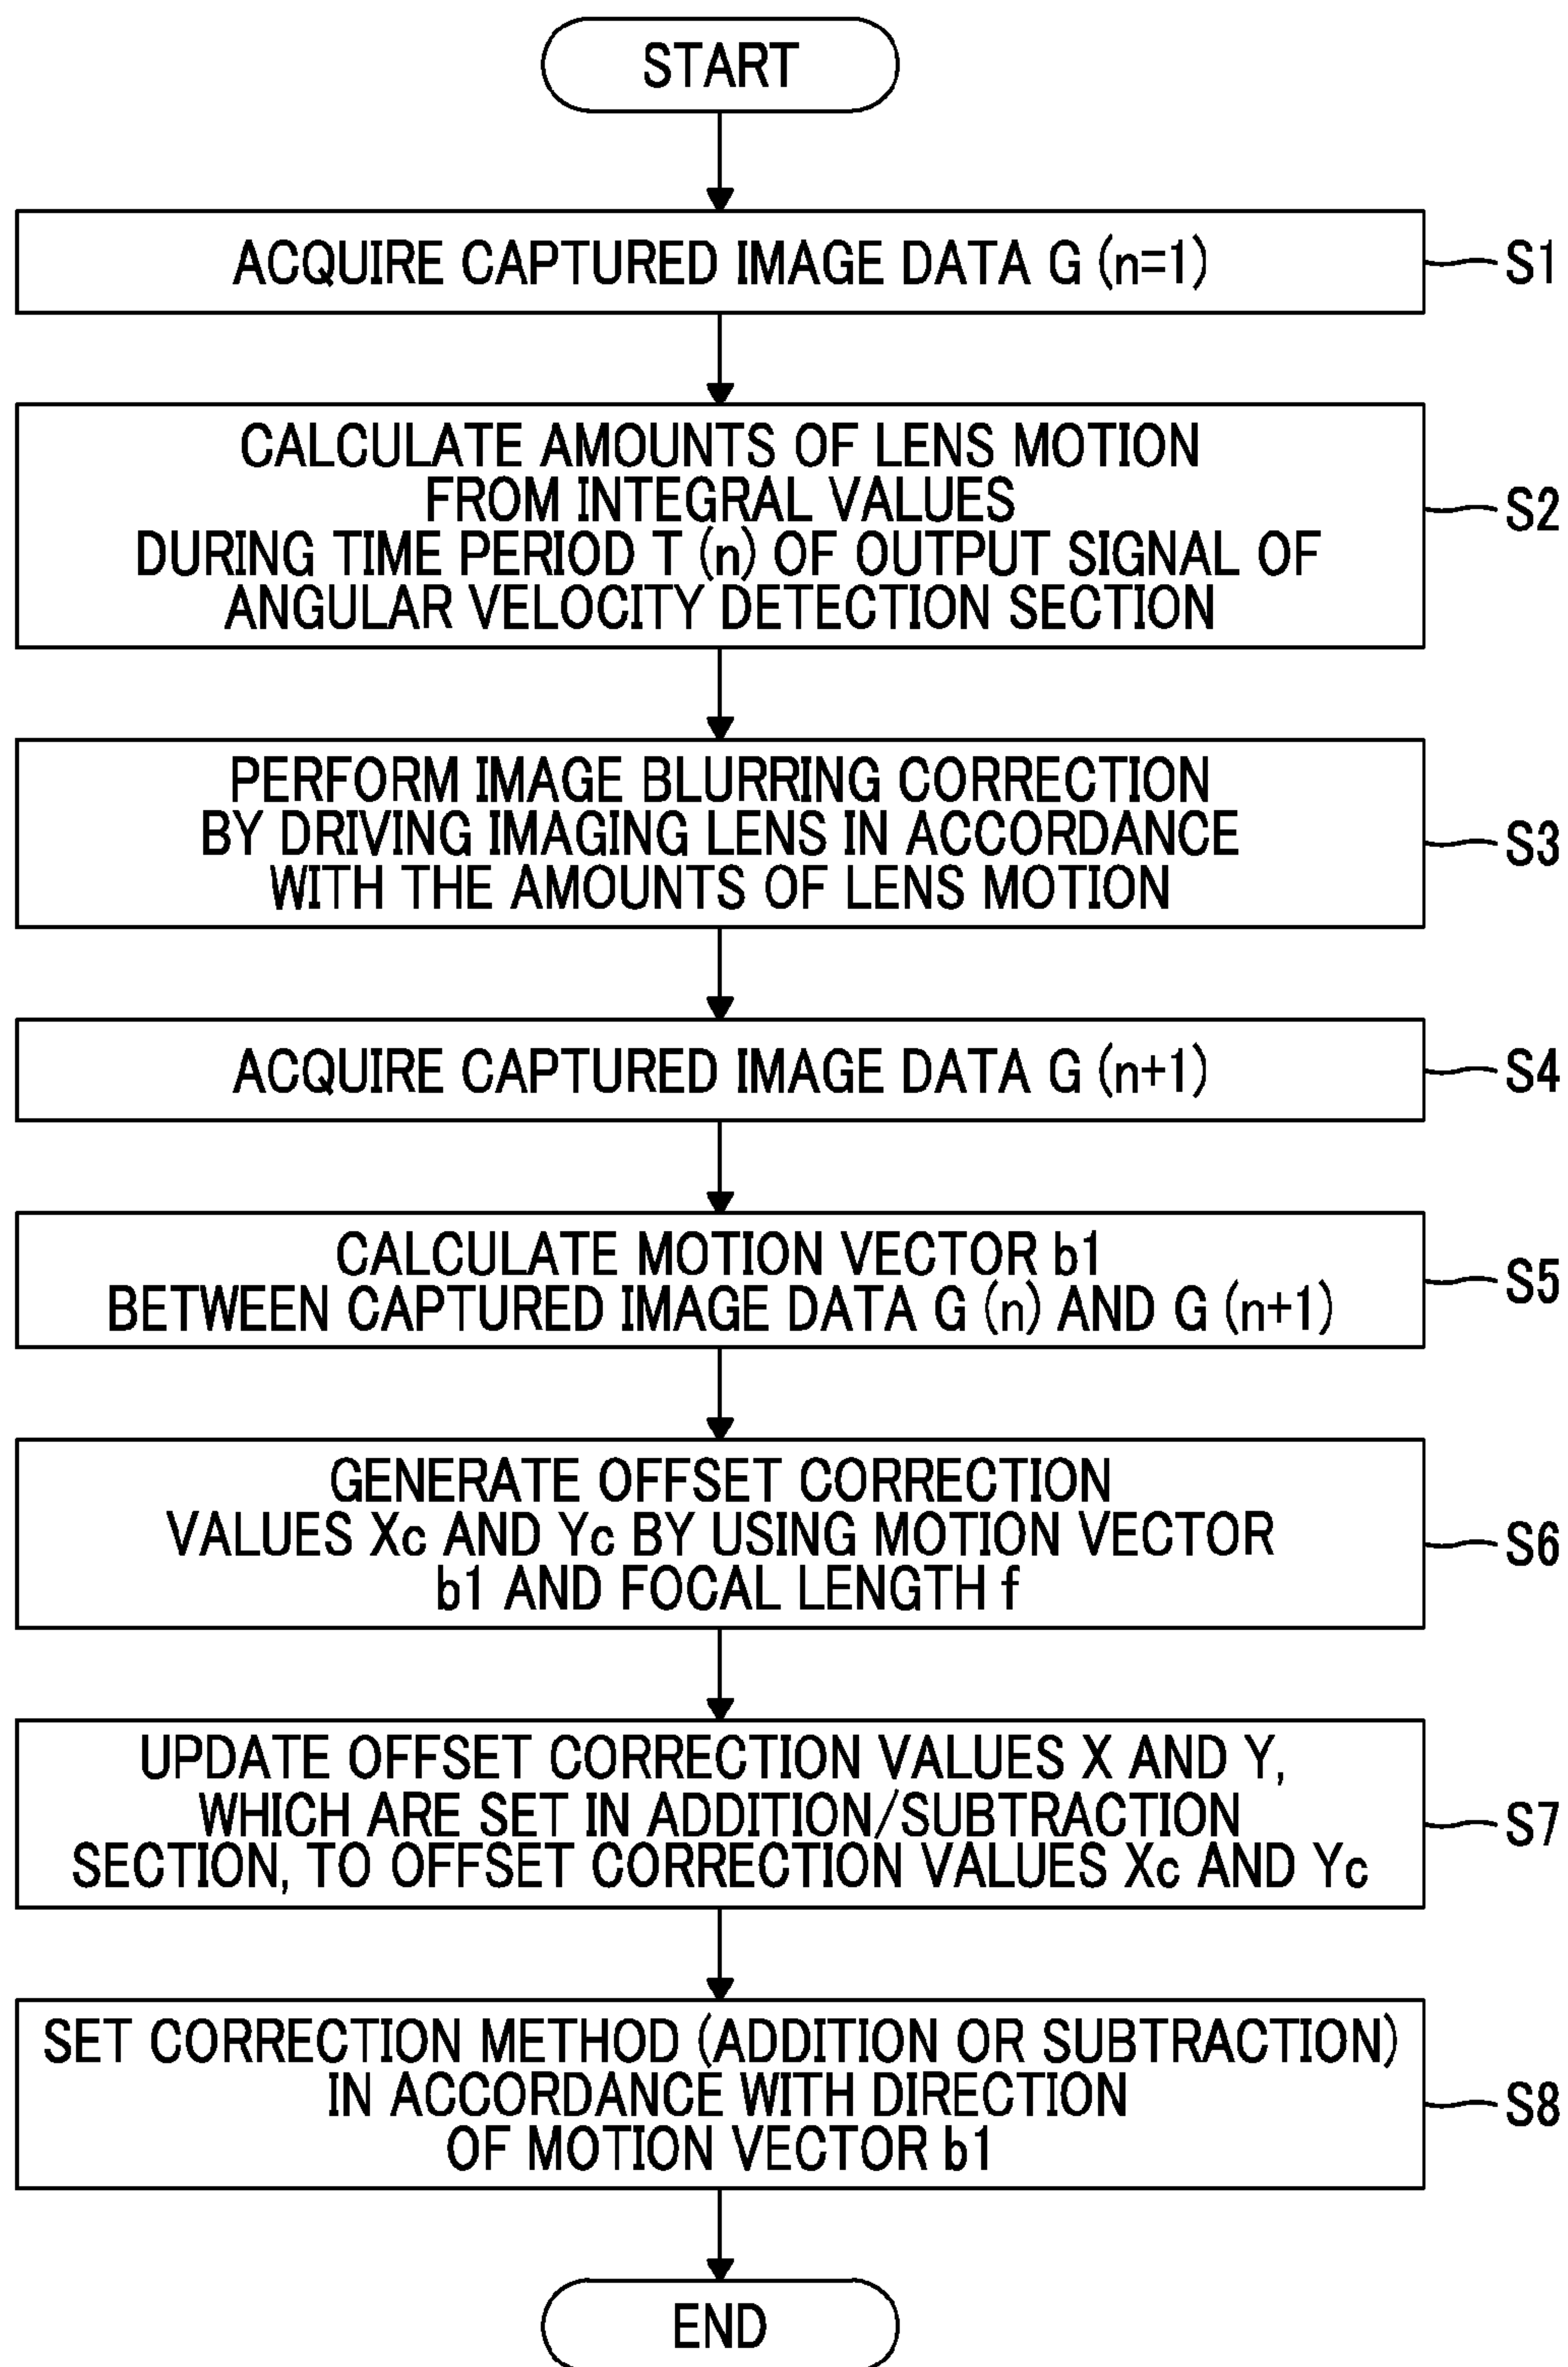 START
ACQUIRE CAPTURED IMAGE DATA G (n=1)
S1
CALCULATE AMOUNTS OF LENS MOTION
FROM INTEGRAL VALUES
DURING TIME PERIOD T (n) OF OUTPUT SIGNAL OF
ANGULAR VELOCITY DETECTION SECTION
S2
PERFORM IMAGE BLURRING CORRECTION
BY DRIVING IMAGING LENS IN ACCORDANCE
WITH THE AMOUNTS OF LENS MOTION
S3
ACQUIRE CAPTURED IMAGE DATA G (n+1)
S4
CALCULATE MOTION VECTOR b1
BETWEEN CAPTURED IMAGE DATA G (n) AND G (n+1)
S5
GENERATE OFFSET CORRECTION
VALUES Xc AND Yc BY USING MOTION VECTOR
b1 AND FOCAL LENGTH f
S6
UPDATE OFFSET CORRECTION VALUES X AND Y,
WHICH ARE SET IN ADDITION/SUBTRACTION
SECTION, TO OFFSET CORRECTION VALUES Xc AND Yc
S7
SET CORRECTION METHOD (ADDITION OR SUBTRACTION)
IN ACCORDANCE WITH DIRECTION
OF MOTION VECTOR b1
S8
END